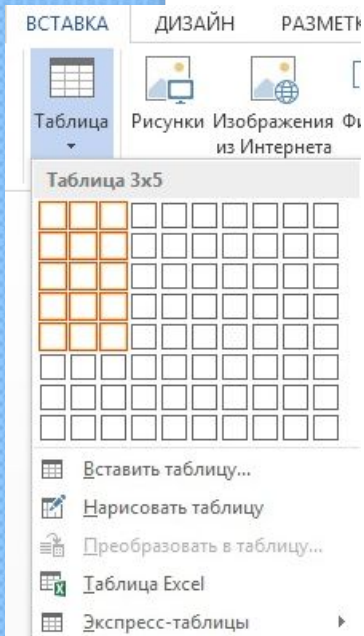 ВСТАВКА ДИЗАЙН РАЗМЕТК
Таблица Рисунки Изображения Фи
из Интернета
Таблица 3x5
Вставить таблицу...
Нарисовать таблицу
Преобразовать в таблицу...
Таблица Excel
Экспресс-таблицы